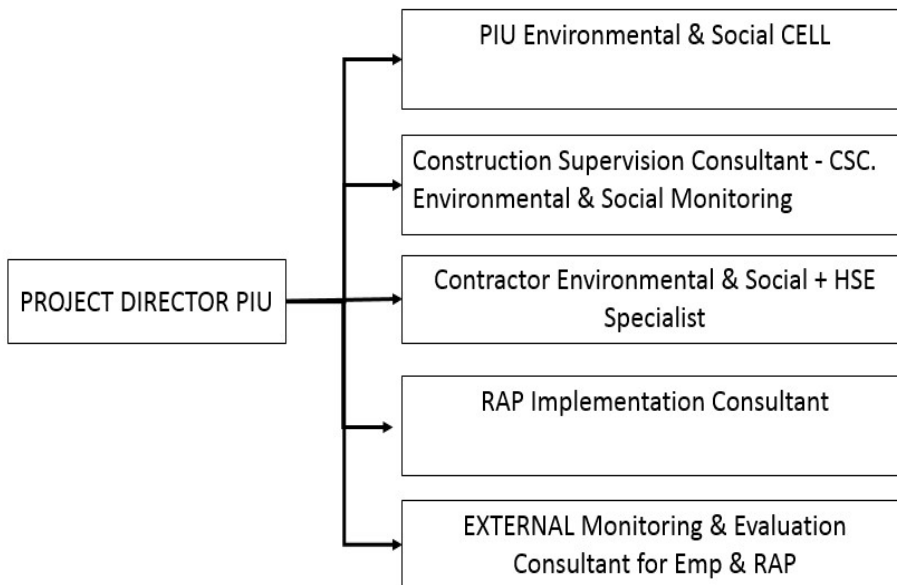 PIU Environmental & Social CELL
Construction Supervision Consultant - CSC.
Environmental & Social Monitoring
PROJECT DIRECTOR PIU
Contractor Environmental & Social + HSE
Specialist
RAP Implementation Consultant
EXTERNAL Monitoring & Evaluation
Consultant for Emp & RAP